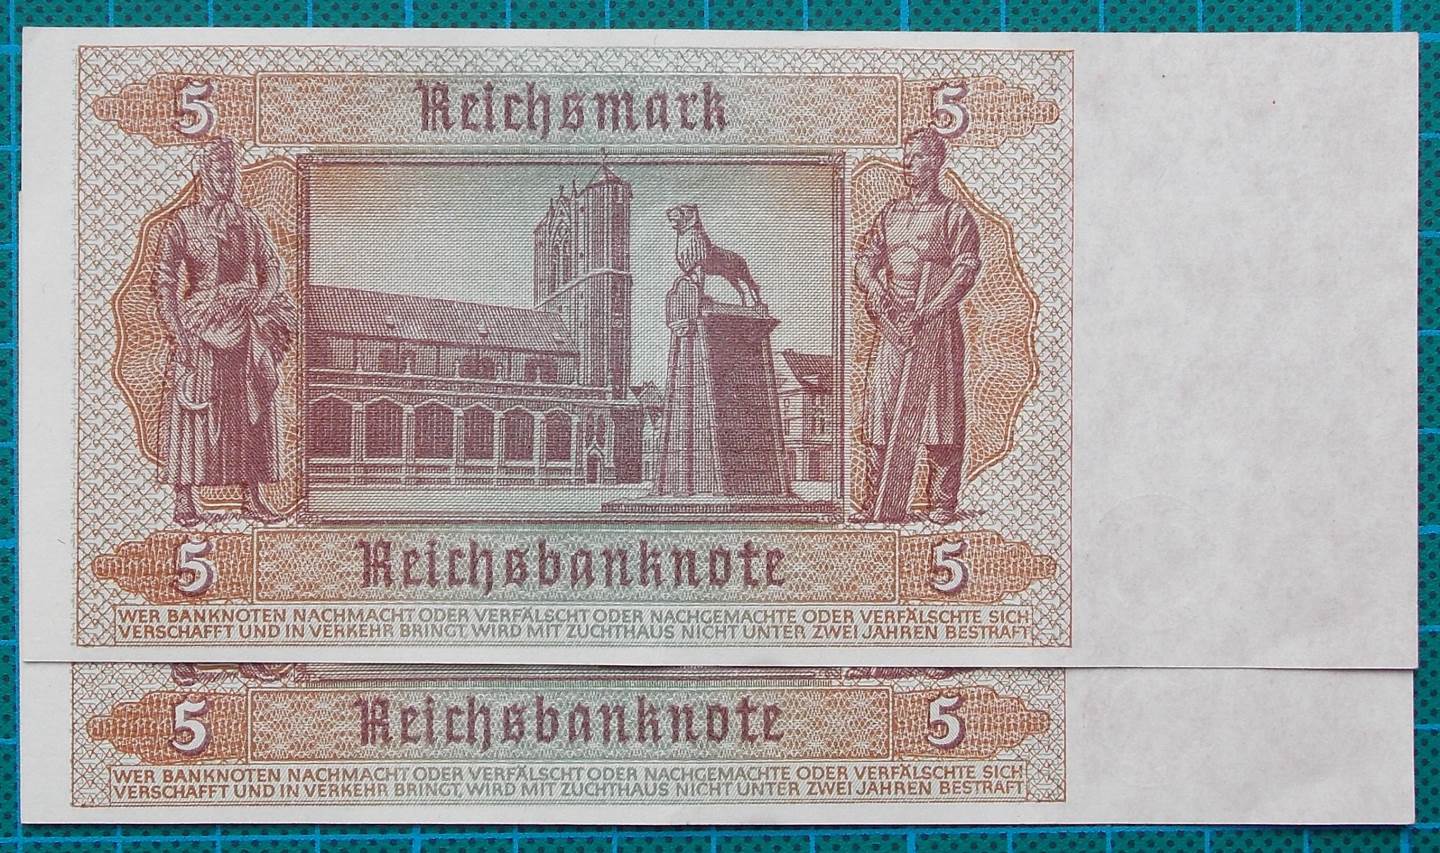 5 Reichsmark 5
5 Reichsbanknote 5
WER BANKNOTEN NACHMACHT ODER VERFÄLSCHT ODER NACHGEMACHTE ODER VERFÄLSCHTE SICH
VERSCHAFFT UND IN VERKEHR BRINGT, WIRD MIT ZUCHTHAUS NICHT UNTER ZWEI JAHREN BESTRAFT
5 Reichsbanknote 5
WER BANKNOTEN NACHMACHT ODER VERFÄLSCHT ODER NACHGEMACHTE ODER VERFÄLSCHTE SICH
VERSCHAFFT UND IN VERKEHR BRINGT, WIRD MIT ZUCHTHAUS NICHT UNTER ZWEI JAHREN BESTRAFT